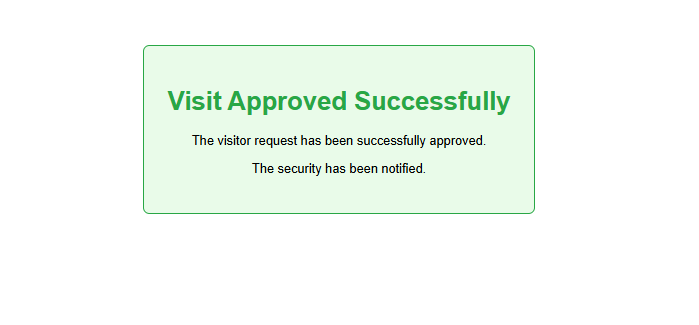 Visit Approved Successfully
The visitor request has been successfully approved.
The security has been notified.